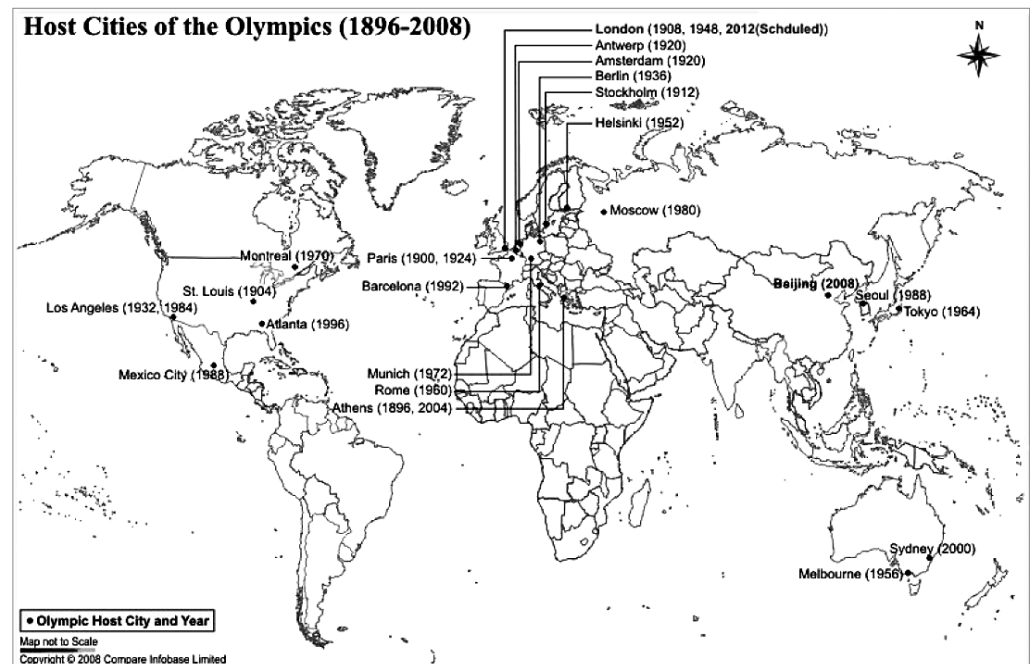 Host Cities of the Olympics (1896-2008)
N
London (1908, 1948, 2012(Schduled))
Antwerp (1920)
Amsterdam (1920)
Berlin (1936)
Stockholm (1912)
Helsinki (1952)
Moscow (1980)
Montreal (1970)
Paris (1900, 1924)
St. Louis (1904)
Barcelona (1992)
Beijing (2008)
Seoul (1988)
Los Angeles (1932, 1984)
Tokyo (1964)
Atlanta (1996)
Mexico City (1988)
Munich (1972)
Rome (1960)
Athens (1896, 2004)
Sydney (2000)
Melbourne (1956)
Olympic Host City and Year
Map not to Scale
Copyright © 2008 Compare Infobase Limited